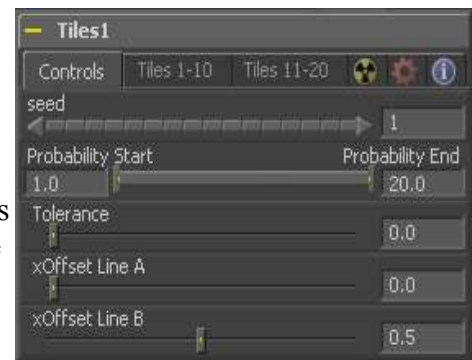 Tiles1
Controls Tiles 1-10 Tiles 11-20
seed
1
Probability Start Probability End
1.0 20.0
s Tolerance
0.0
xOffset Line A
0.0
xOffset Line B
0.5